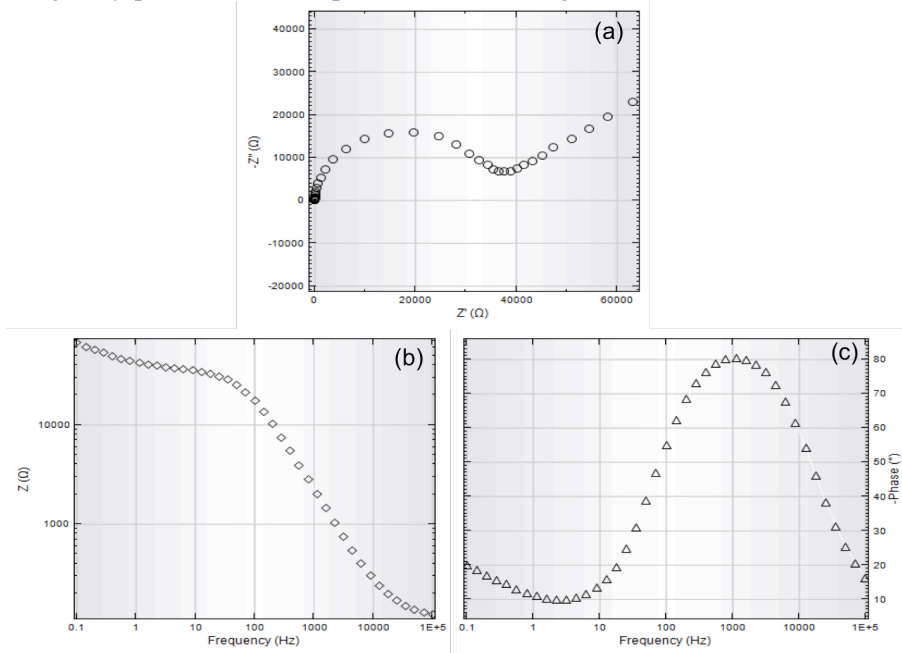 (a)
40000
30000
20000
10000
0
-10000
-20000
-Z'' (Ω)
0 20000 40000 60000
Z' (Ω)
(b)
10000
1000
Z (Ω)
0.1 1 10 100 1000 10000 1E+5
Frequency (Hz)
(c)
80
70
60
50
40
30
20
10
-Phase (°)
0.1 1 10 100 1000 10000 1E+5
Frequency (Hz)